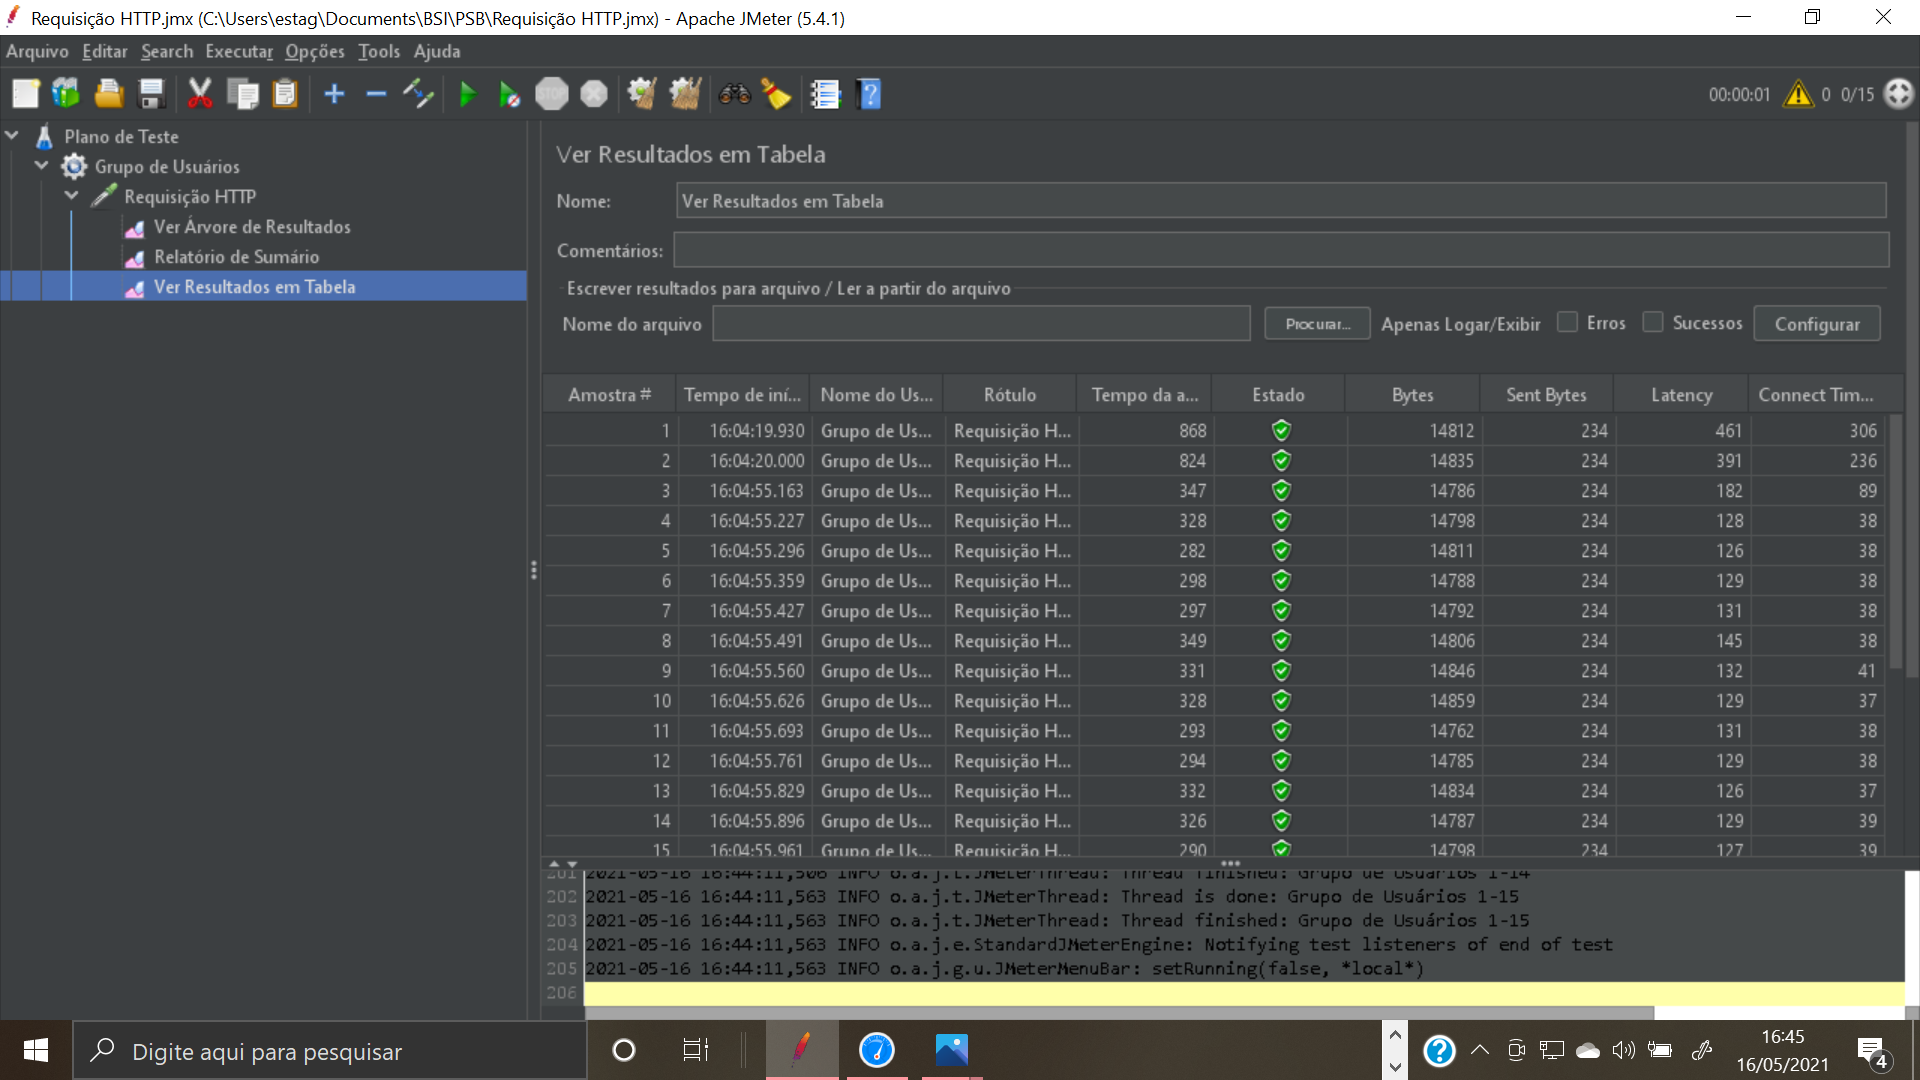 Requisição HTTP.jmx (C:\Users\estag\Documents\BSI\PSB\Requisição HTTP.jmx) - Apache JMeter (5.4.1)
Arquivo Editar Search Executar Opções Tools Ajuda
STOP 00:00:01 0 0/15
Plano de Teste
Grupo de Usuários
Requisição HTTP
Ver Árvore de Resultados
Relatório de Sumário
Ver Resultados em Tabela
Ver Resultados em Tabela
Nome: Ver Resultados em Tabela
Comentários:
Escrever resultados para arquivo / Ler a partir do arquivo
Nome do arquivo Procurar... Apenas Logar/Exibir Erros Sucessos Configurar
Amostra # Tempo de iní... Nome do Us... Rótulo Tempo da a... Estado Bytes Sent Bytes Latency Connect Tim...
1 16:04:19.930 Grupo de Us... Requisição H... 868 14812 234 461 306
2 16:04:20.000 Grupo de Us... Requisição H... 824 14835 234 391 236
3 16:04:55.163 Grupo de Us... Requisição H... 347 14786 234 182 89
4 16:04:55.227 Grupo de Us... Requisição H... 328 14798 234 128 38
5 16:04:55.296 Grupo de Us... Requisição H... 282 14811 234 126 38
6 16:04:55.359 Grupo de Us... Requisição H... 298 14788 234 129 38
7 16:04:55.427 Grupo de Us... Requisição H... 297 14792 234 131 38
8 16:04:55.491 Grupo de Us... Requisição H... 349 14806 234 145 38
9 16:04:55.560 Grupo de Us... Requisição H... 331 14846 234 132 41
10 16:04:55.626 Grupo de Us... Requisição H... 328 14859 234 129 37
11 16:04:55.693 Grupo de Us... Requisição H... 293 14762 234 131 38
12 16:04:55.761 Grupo de Us... Requisição H... 294 14785 234 129 38
13 16:04:55.829 Grupo de Us... Requisição H... 332 14834 234 126 37
14 16:04:55.896 Grupo de Us... Requisição H... 326 14787 234 129 39
15 16:04:55.961 Grupo de Us... Requisição H... 290 14798 234 127 39
201 2021-05-16 16:44:11,506 INFO o.a.j.t.JMeterThread: Thread finished: Grupo de Usuários 1-14
202 2021-05-16 16:44:11,563 INFO o.a.j.t.JMeterThread: Thread is done: Grupo de Usuários 1-15
203 2021-05-16 16:44:11,563 INFO o.a.j.t.JMeterThread: Thread finished: Grupo de Usuários 1-15
204 2021-05-16 16:44:11,563 INFO o.a.j.e.StandardJMeterEngine: Notifying test listeners of end of test
205 2021-05-16 16:44:11,563 INFO o.a.j.g.u.JMeterMenuBar: setRunning(false, *local*)
206
Digite aqui para pesquisar
16:45
16/05/2021
4